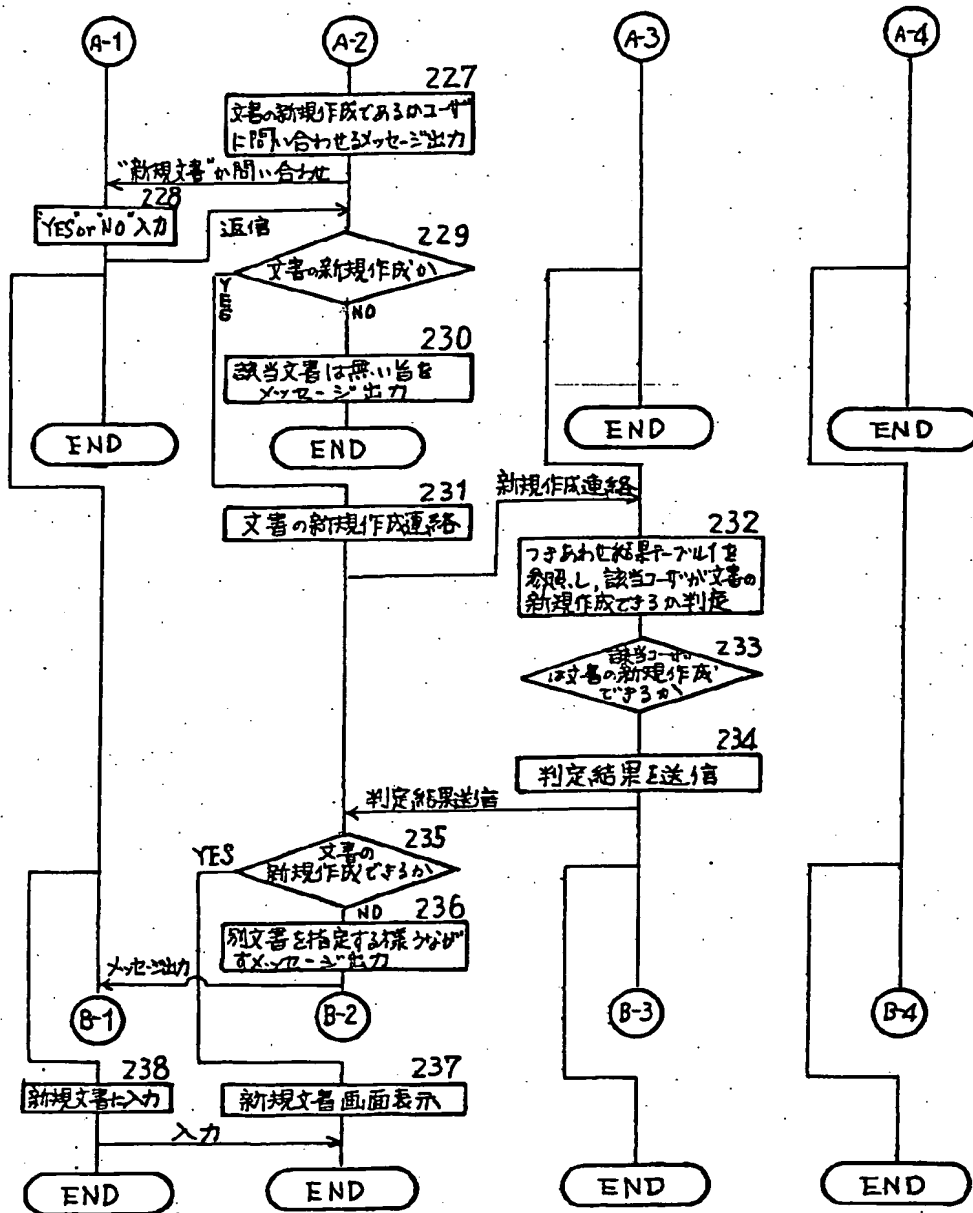 A-1
A-2
A-3
A-4
227
文書の新規作成であるかユーザ
に問い合わせるメッセージ出力
"新規文書"か問い合わせ
228
"YES" or "NO" 入力
返信
229
文書の新規作成か
YES
NO
230
該当文書は無い旨を
メッセージ出力
END
END
END
END
231
文書の新規作成連絡
新規作成連絡
232
つきあわせ結果テーブル1を
参照し,該当ユーザが文書の
新規作成できるか判定
233
該当ユーザ
は文書の新規作成
できるか
234
判定結果を送信
判定結果送信
235
文書の
新規作成できるか
YES
NO
236
別文書を指定する様うなが
すメッセージ出力
メッセージ出力
B-1
B-2
B-3
B-4
238
新規文書に入力
237
新規文書画面表示
入力
END
END
END
END